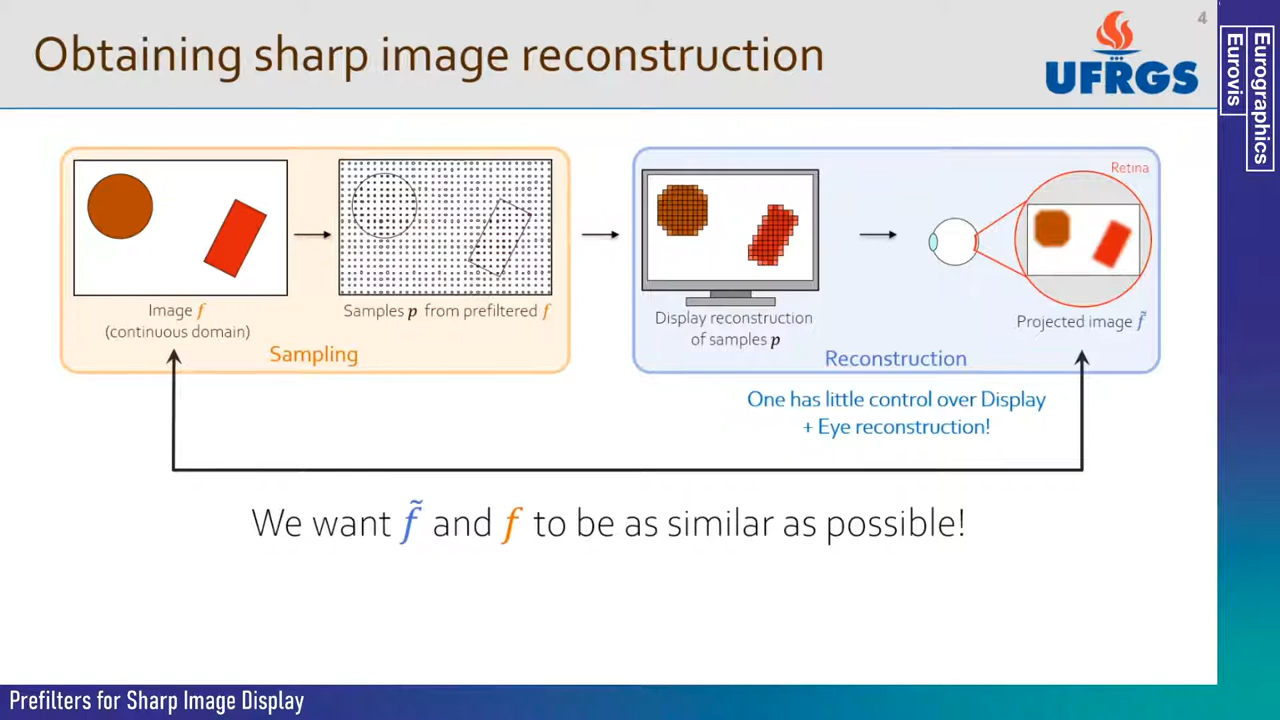 Obtaining sharp image reconstruction
4
UFRGS
Eurographics
Eurovis
Retina
Image f
(continuous domain)
Sampling
Samples p from prefiltered f
Display reconstruction
of samples p
Projected image f̃
Reconstruction
One has little control over Display
+ Eye reconstruction!
We want f̃ and f to be as similar as possible!
Prefilters for Sharp Image Display